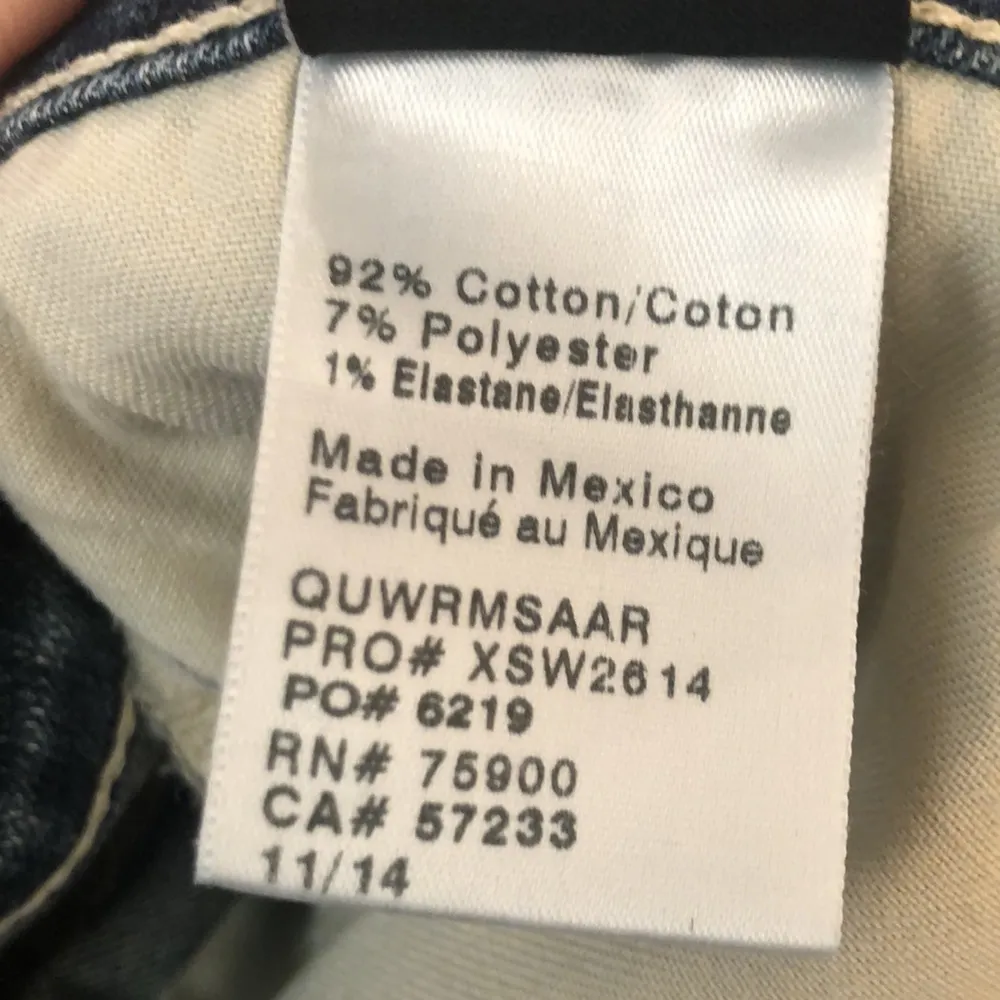 92% Cotton/Coton
7% Polyester
1% Elastane/Elasthanne
Made in Mexico
Fabriqué au Mexique
QUWRMSAAR
PRO# XSW2614
PO# 6219
RN# 75900
CA# 57233
11/14